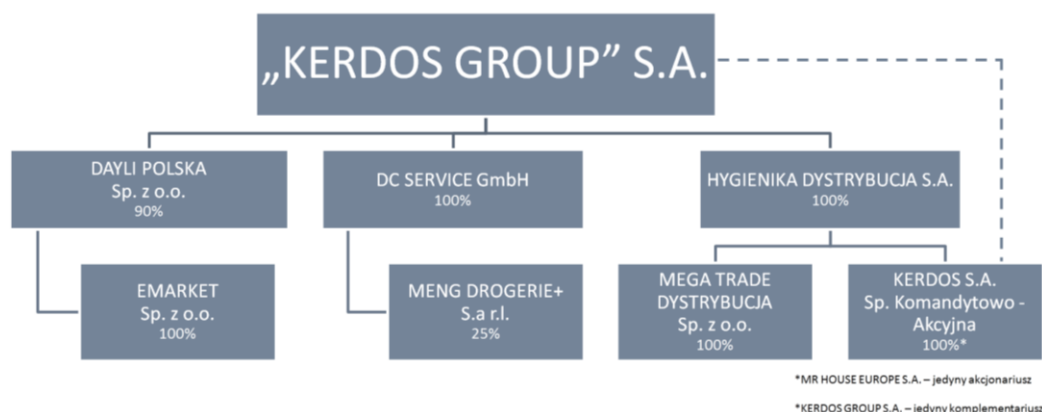 „KERDOS GROUP” S.A.
DAYLI POLSKA
Sp. z o.o.
90%
DC SERVICE GmbH
100%
HYGIENIKA DYSTRYBUCJA S.A.
100%
EMARKET
Sp. z o.o.
100%
MENG DROGERIE+
S.a r.l.
25%
MEGA TRADE
DYSTRYBUCJA
Sp. z o.o.
100%
KERDOS S.A.
Sp. Komandytowo -
Akcyjna
100%*
*MR HOUSE EUROPE S.A. – jedyny akcjonariusz
*KERDOS GROUP S.A. – jedyny komplementariusz